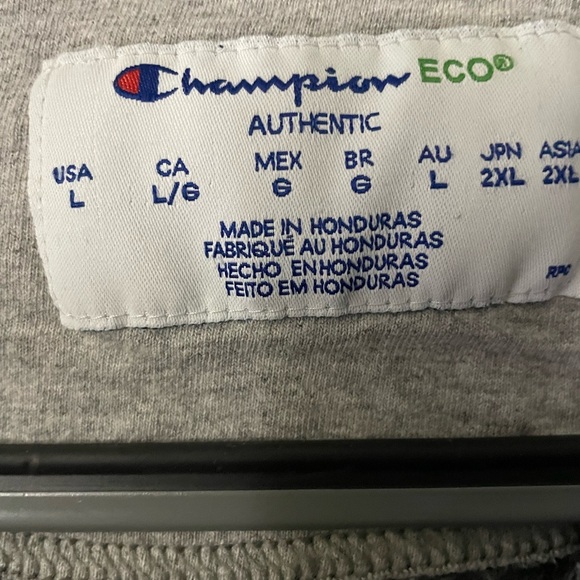 Champion ECO®
AUTHENTIC
USA CA MEX BR AU JPN ASIA
L L/G G G L 2XL 2XL
MADE IN HONDURAS
FABRIQUÉ AU HONDURAS
HECHO EN HONDURAS
FEITO EM HONDURAS
RPC